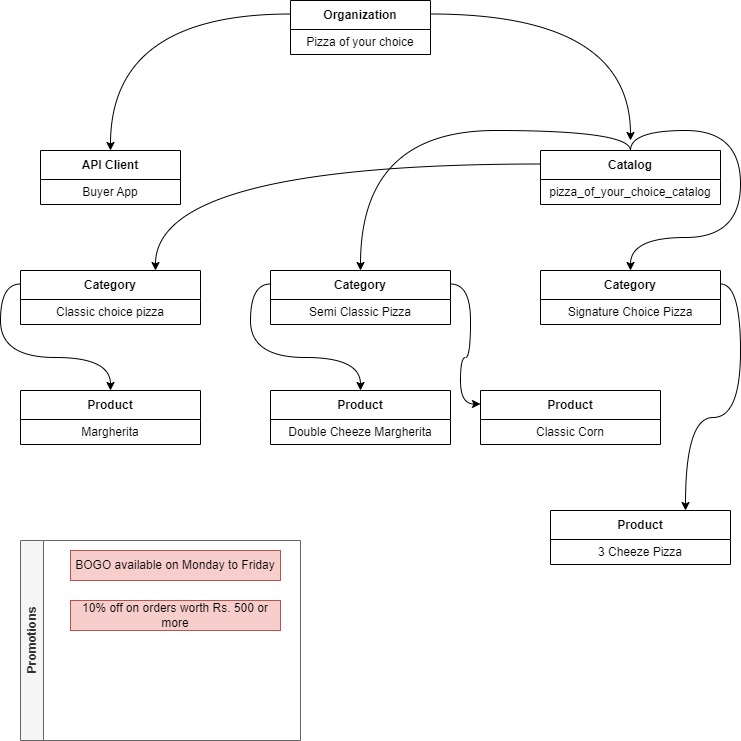 Organization
Pizza of your choice
API Client
Buyer App
Catalog
pizza_of_your_choice_catalog
Category
Classic choice pizza
Category
Semi Classic Pizza
Category
Signature Choice Pizza
Product
Margherita
Product
Double Cheeze Margherita
Product
Classic Corn
Product
3 Cheeze Pizza
Promotions
BOGO available on Monday to Friday
10% off on orders worth Rs. 500 or
more